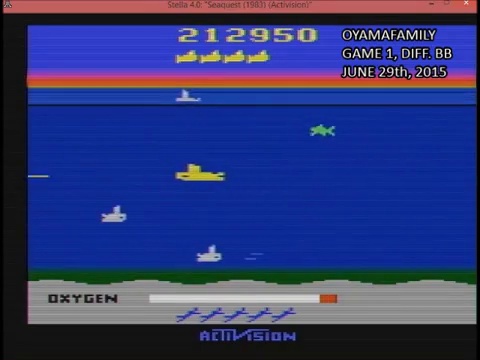 Stella 4.0: "Seaquest (1983) (Activision)"
212950
OYAMAFAMILY
GAME 1, DIFF. BB
JUNE 29th, 2015
OXYGEN
ACTIVISION